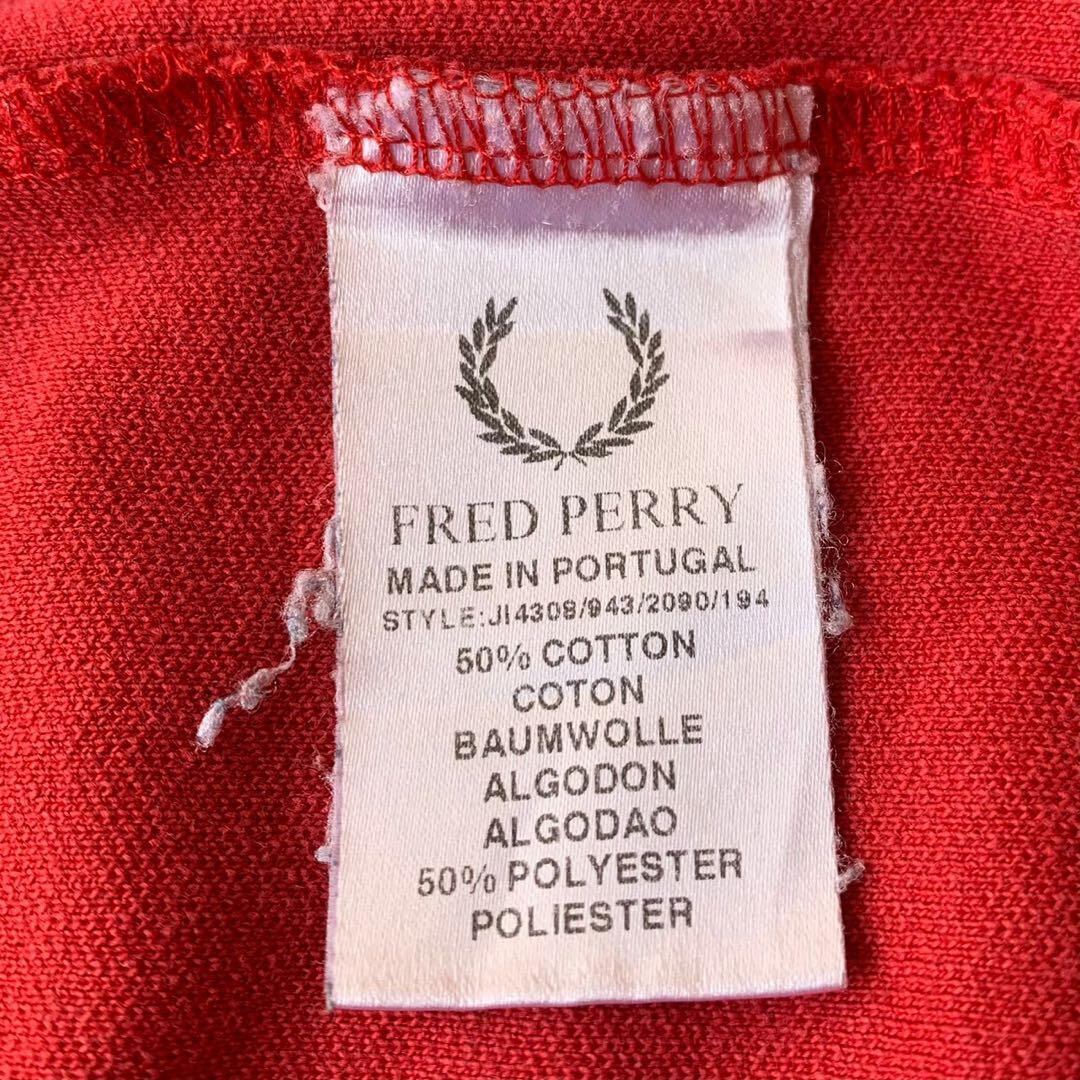 FRED PERRY
MADE IN PORTUGAL
STYLE:JI4308/943/2090/194
50% COTTON
COTON
BAUMWOLLE
ALGODON
ALGODAO
50% POLYESTER
POLIESTER